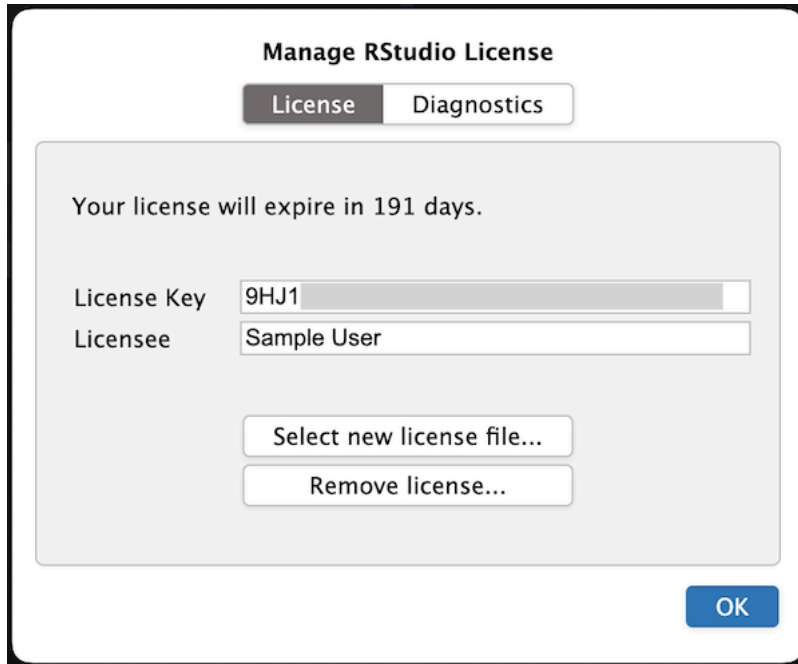 Manage RStudio License
License Diagnostics
Your license will expire in 191 days.
License Key 9HJ1
Licensee Sample User
Select new license file...
Remove license...
OK